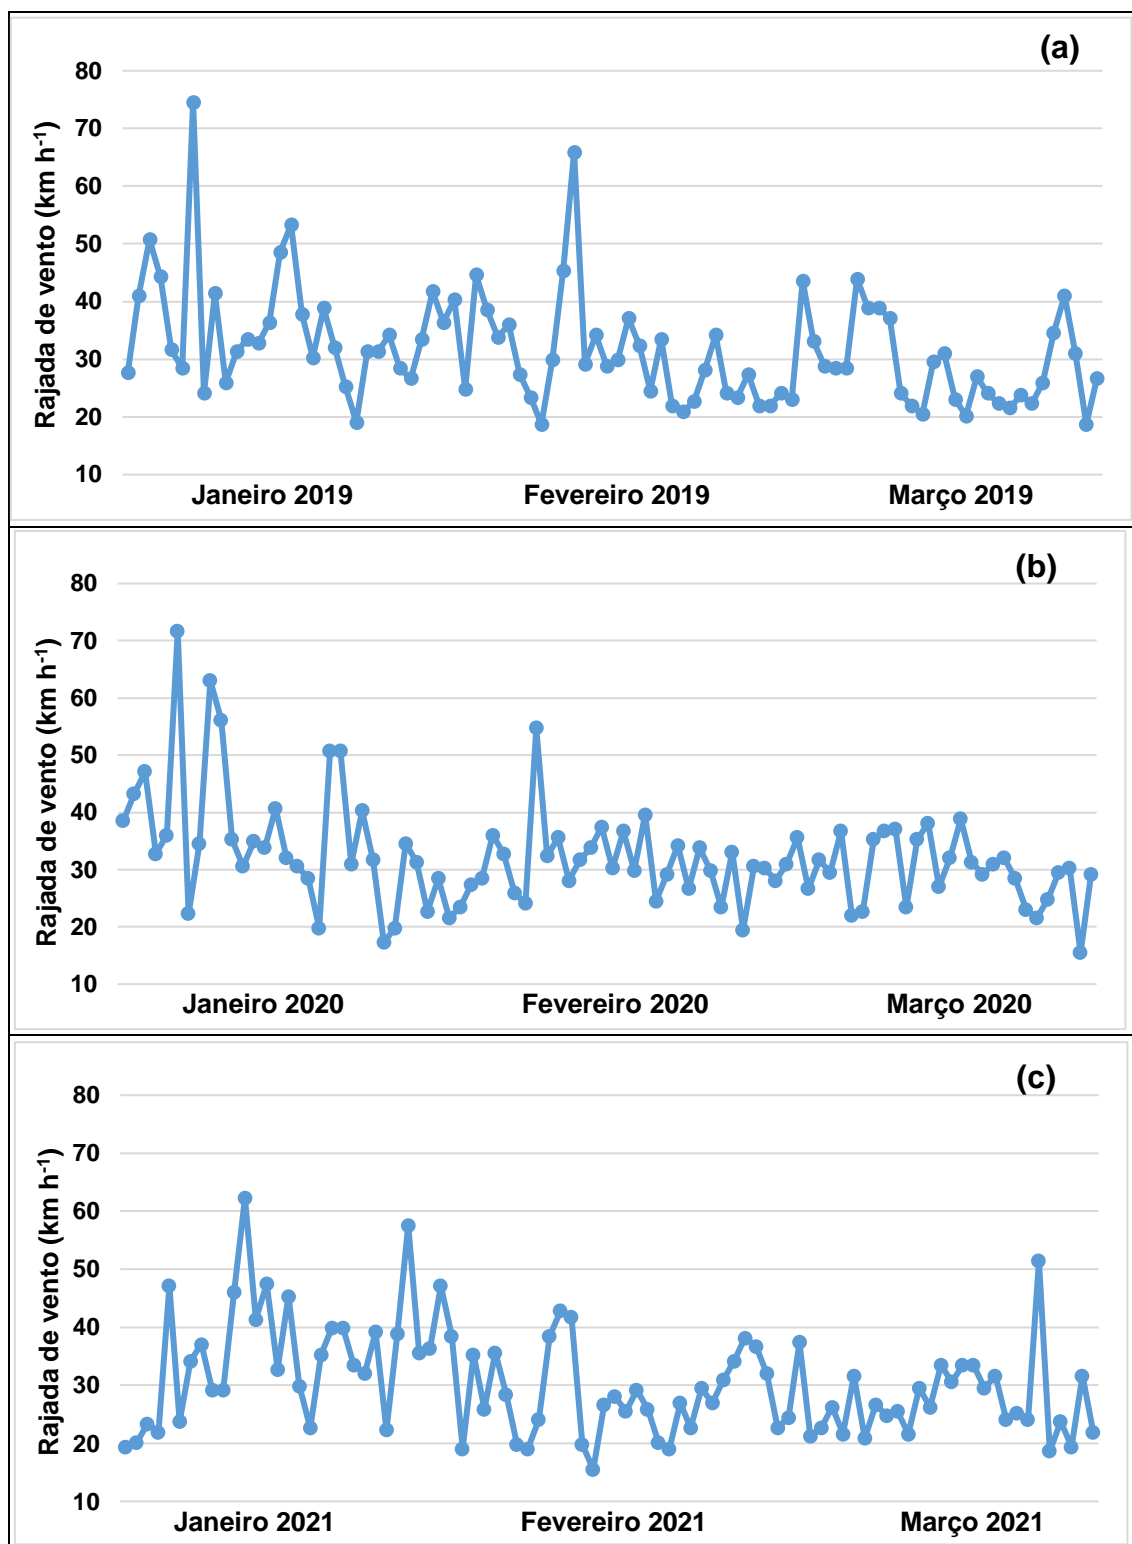 (a)
Rajada de vento (km h-1)
80
70
60
50
40
30
20
10
Janeiro 2019 Fevereiro 2019 Março 2019
(b)
Rajada de vento (km h-1)
80
70
60
50
40
30
20
10
Janeiro 2020 Fevereiro 2020 Março 2020
(c)
Rajada de vento (km h-1)
80
70
60
50
40
30
20
10
Janeiro 2021 Fevereiro 2021 Março 2021